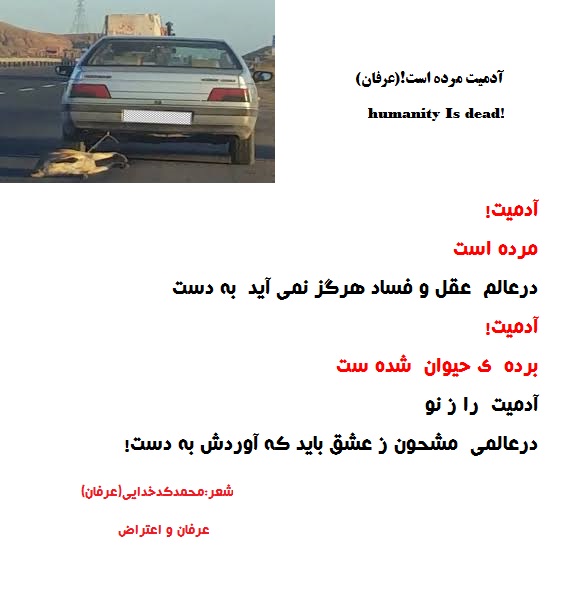 آدمیت مرده است!(عرفان)
humanity Is dead!
آدمیت!
مرده است
درعالم عقل و فساد هرگز نمی آید به دست
آدمیت!
برده ی حیوان شده ست
آدمیت را ز نو
درعالمی مشحون ز عشق باید که آوردش به دست!
شعر:محمدکدخدایی(عرفان)
عرفان و اعتراض